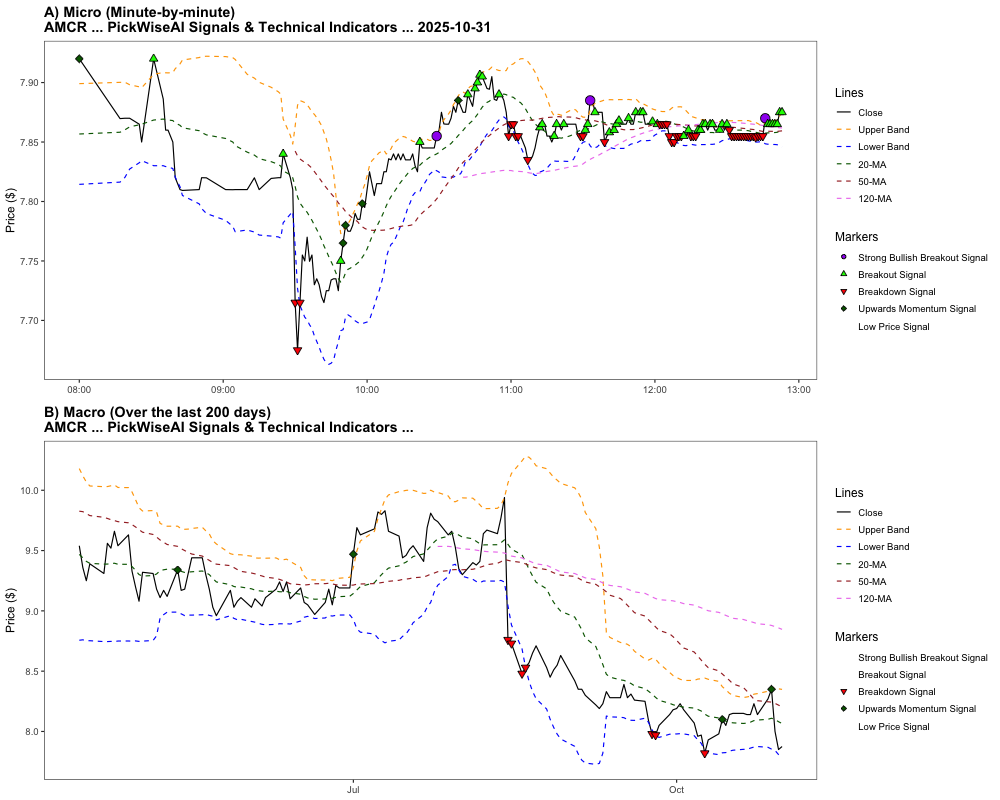 A) Micro (Minute-by-minute)
AMCR ... PickWiseAI Signals & Technical Indicators ... 2025-10-31
Price ($)
7.90
7.85
7.80
7.75
7.70
08:00 09:00 10:00 11:00 12:00 13:00
Lines
Close
Upper Band
Lower Band
20-MA
50-MA
120-MA
Markers
Strong Bullish Breakout Signal
Breakout Signal
Breakdown Signal
Upwards Momentum Signal
Low Price Signal
B) Macro (Over the last 200 days)
AMCR ... PickWiseAI Signals & Technical Indicators ...
Price ($)
10.0
9.5
9.0
8.5
8.0
Jul Oct
Lines
Close
Upper Band
Lower Band
20-MA
50-MA
120-MA
Markers
Strong Bullish Breakout Signal
Breakout Signal
Breakdown Signal
Upwards Momentum Signal
Low Price Signal